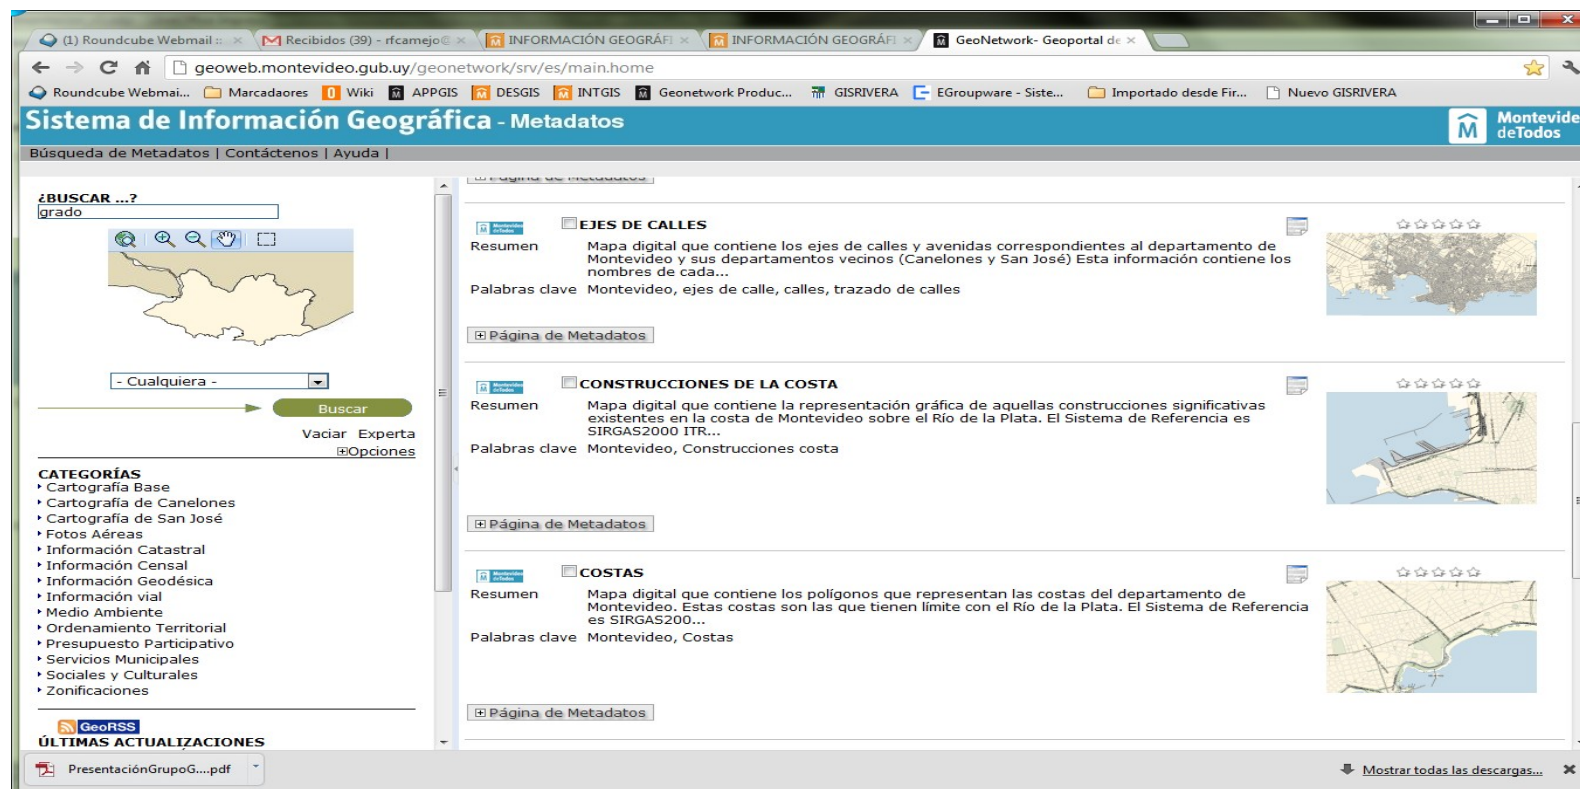 (1) Roundcube Webmail ::
Recibidos (39) - rfcamejo@
INFORMACIÓN GEOGRÁFI
INFORMACIÓN GEOGRÁFI
GeoNetwork- Geoportal de
geoweb.montevideo.gub.uy/geonetwork/srv/es/main.home
Roundcube Webmai... Marcadaores Wiki APPGIS DESGIS INTGIS Geonetwork Produc... GISRIVERA EGroupware - Siste... Importado desde Fir... Nuevo GISRIVERA
Sistema de Información Geográfica - Metadatos
Montevide
deTodos
Búsqueda de Metadatos | Contáctenos | Ayuda |
¿BUSCAR ...?
grado
- Cualquiera -
Buscar
Vaciar Experta
Opciones
CATEGORÍAS
Cartografía Base
Cartografía de Canelones
Cartografía de San José
Fotos Aéreas
Información Catastral
Información Censal
Información Geodésica
Información vial
Medio Ambiente
Ordenamiento Territorial
Presupuesto Participativo
Servicios Municipales
Sociales y Culturales
Zonificaciones
GeoRSS
ÚLTIMAS ACTUALIZACIONES
Página de Metadatos
EJES DE CALLES
Resumen Mapa digital que contiene los ejes de calles y avenidas correspondientes al departamento de
Montevideo y sus departamentos vecinos (Canelones y San José) Esta información contiene los
nombres de cada...
Palabras clave Montevideo, ejes de calle, calles, trazado de calles
Página de Metadatos
CONSTRUCCIONES DE LA COSTA
Resumen Mapa digital que contiene la representación gráfica de aquellas construcciones significativas
existentes en la costa de Montevideo sobre el Río de la Plata. El Sistema de Referencia es
SIRGAS2000 ITR...
Palabras clave Montevideo, Construcciones costa
Página de Metadatos
COSTAS
Resumen Mapa digital que contiene los polígonos que representan las costas del departamento de
Montevideo. Estas costas son las que tienen límite con el Río de la Plata. El Sistema de Referencia
es SIRGAS200...
Palabras clave Montevideo, Costas
Página de Metadatos
PresentaciónGrupoG....pdf
Mostrar todas las descargas...